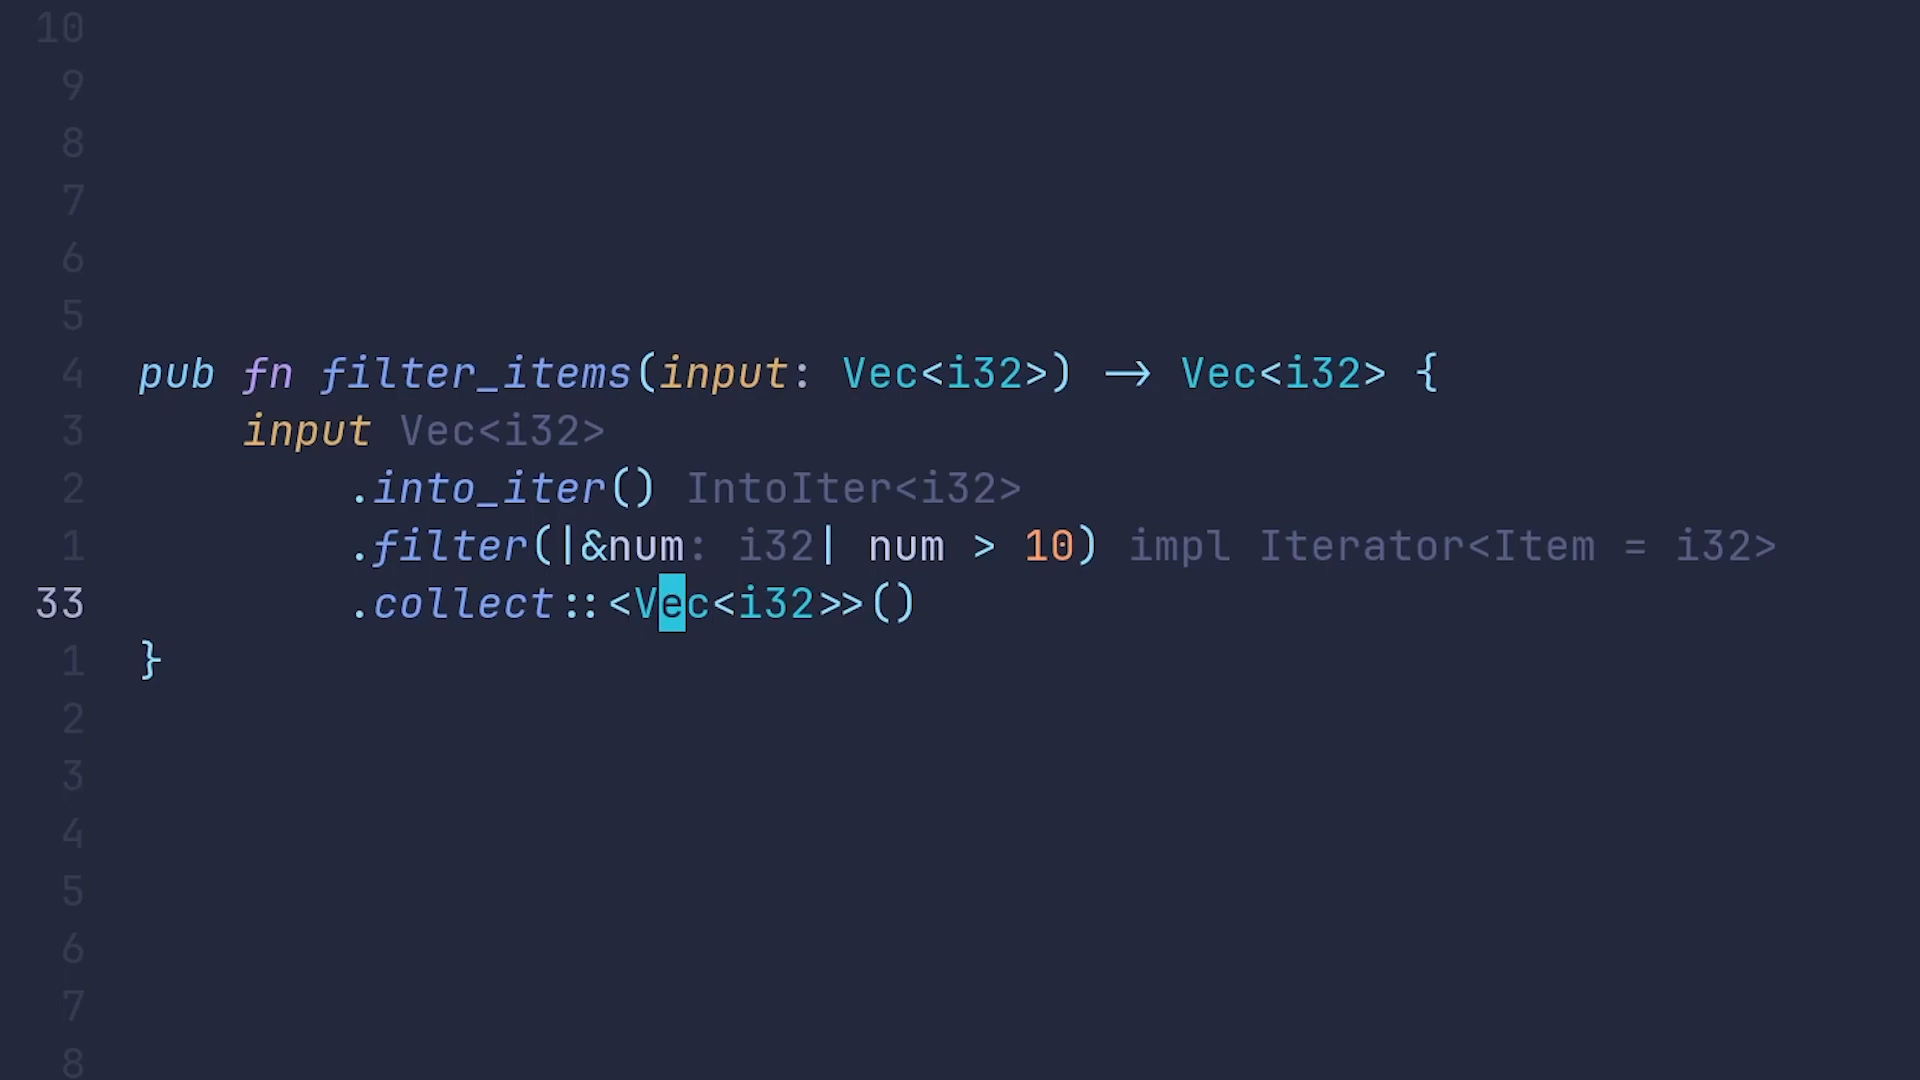 10
9
8
7
6
5
4 pub fn filter_items(input: Vec<i32>) -> Vec<i32> {
3     input Vec<i32>
2         .into_iter() IntoIter<i32>
1         .filter(|&num: i32| num > 10) impl Iterator<Item = i32>
33         .collect::<Vec<i32>>()
1 }
2
3
4
5
6
7
8